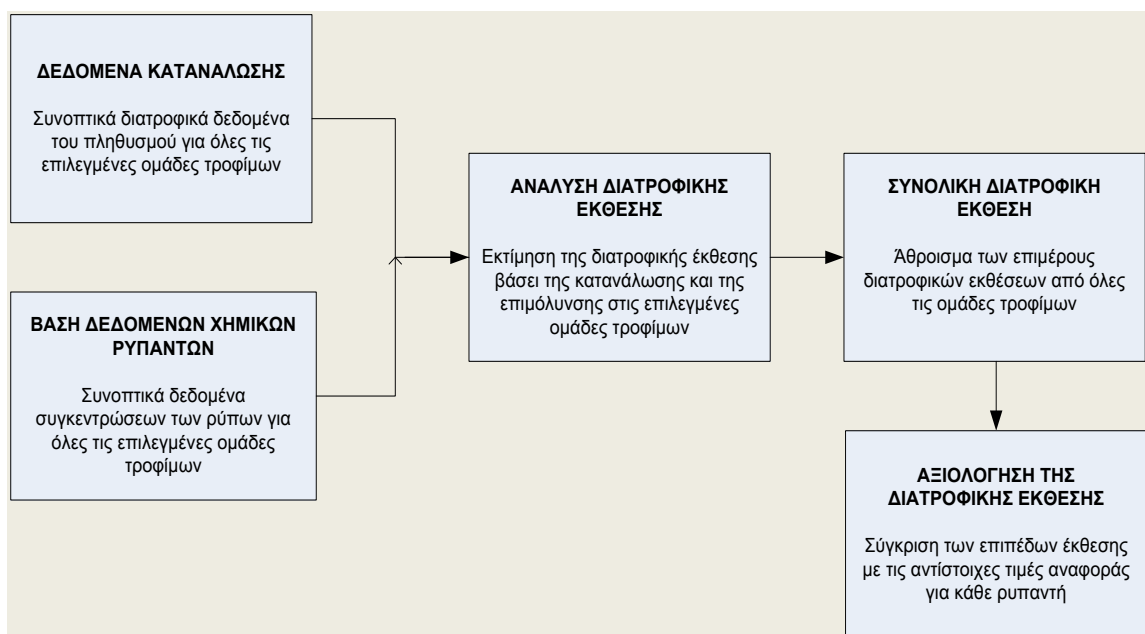 ΔΕΔΟΜΕΝΑ ΚΑΤΑΝΑΛΩΣΗΣ
Συνοπτικά διατροφικά δεδομένα
του πληθυσμού για όλες τις
επιλεγμένες ομάδες τροφίμων
ΒΑΣΗ ΔΕΔΟΜΕΝΩΝ ΧΗΜΙΚΩΝ
ΡΥΠΑΝΤΩΝ
Συνοπτικά δεδομένα
συγκεντρώσεων των ρύπων για
όλες τις επιλεγμένες ομάδες
τροφίμων
ΑΝΑΛΥΣΗ ΔΙΑΤΡΟΦΙΚΗΣ
ΕΚΘΕΣΗΣ
Εκτίμηση της διατροφικής έκθεσης
βάσει της κατανάλωσης και της
επιμόλυνσης στις επιλεγμένες
ομάδες τροφίμων
ΣΥΝΟΛΙΚΗ ΔΙΑΤΡΟΦΙΚΗ
ΕΚΘΕΣΗ
Άθροισμα των επιμέρους
διατροφικών εκθέσεων από όλες
τις ομάδες τροφίμων
ΑΞΙΟΛΟΓΗΣΗ ΤΗΣ
ΔΙΑΤΡΟΦΙΚΗΣ ΕΚΘΕΣΗΣ
Σύγκριση των επιπέδων έκθεσης
με τις αντίστοιχες τιμές αναφοράς
για κάθε ρυπαντή